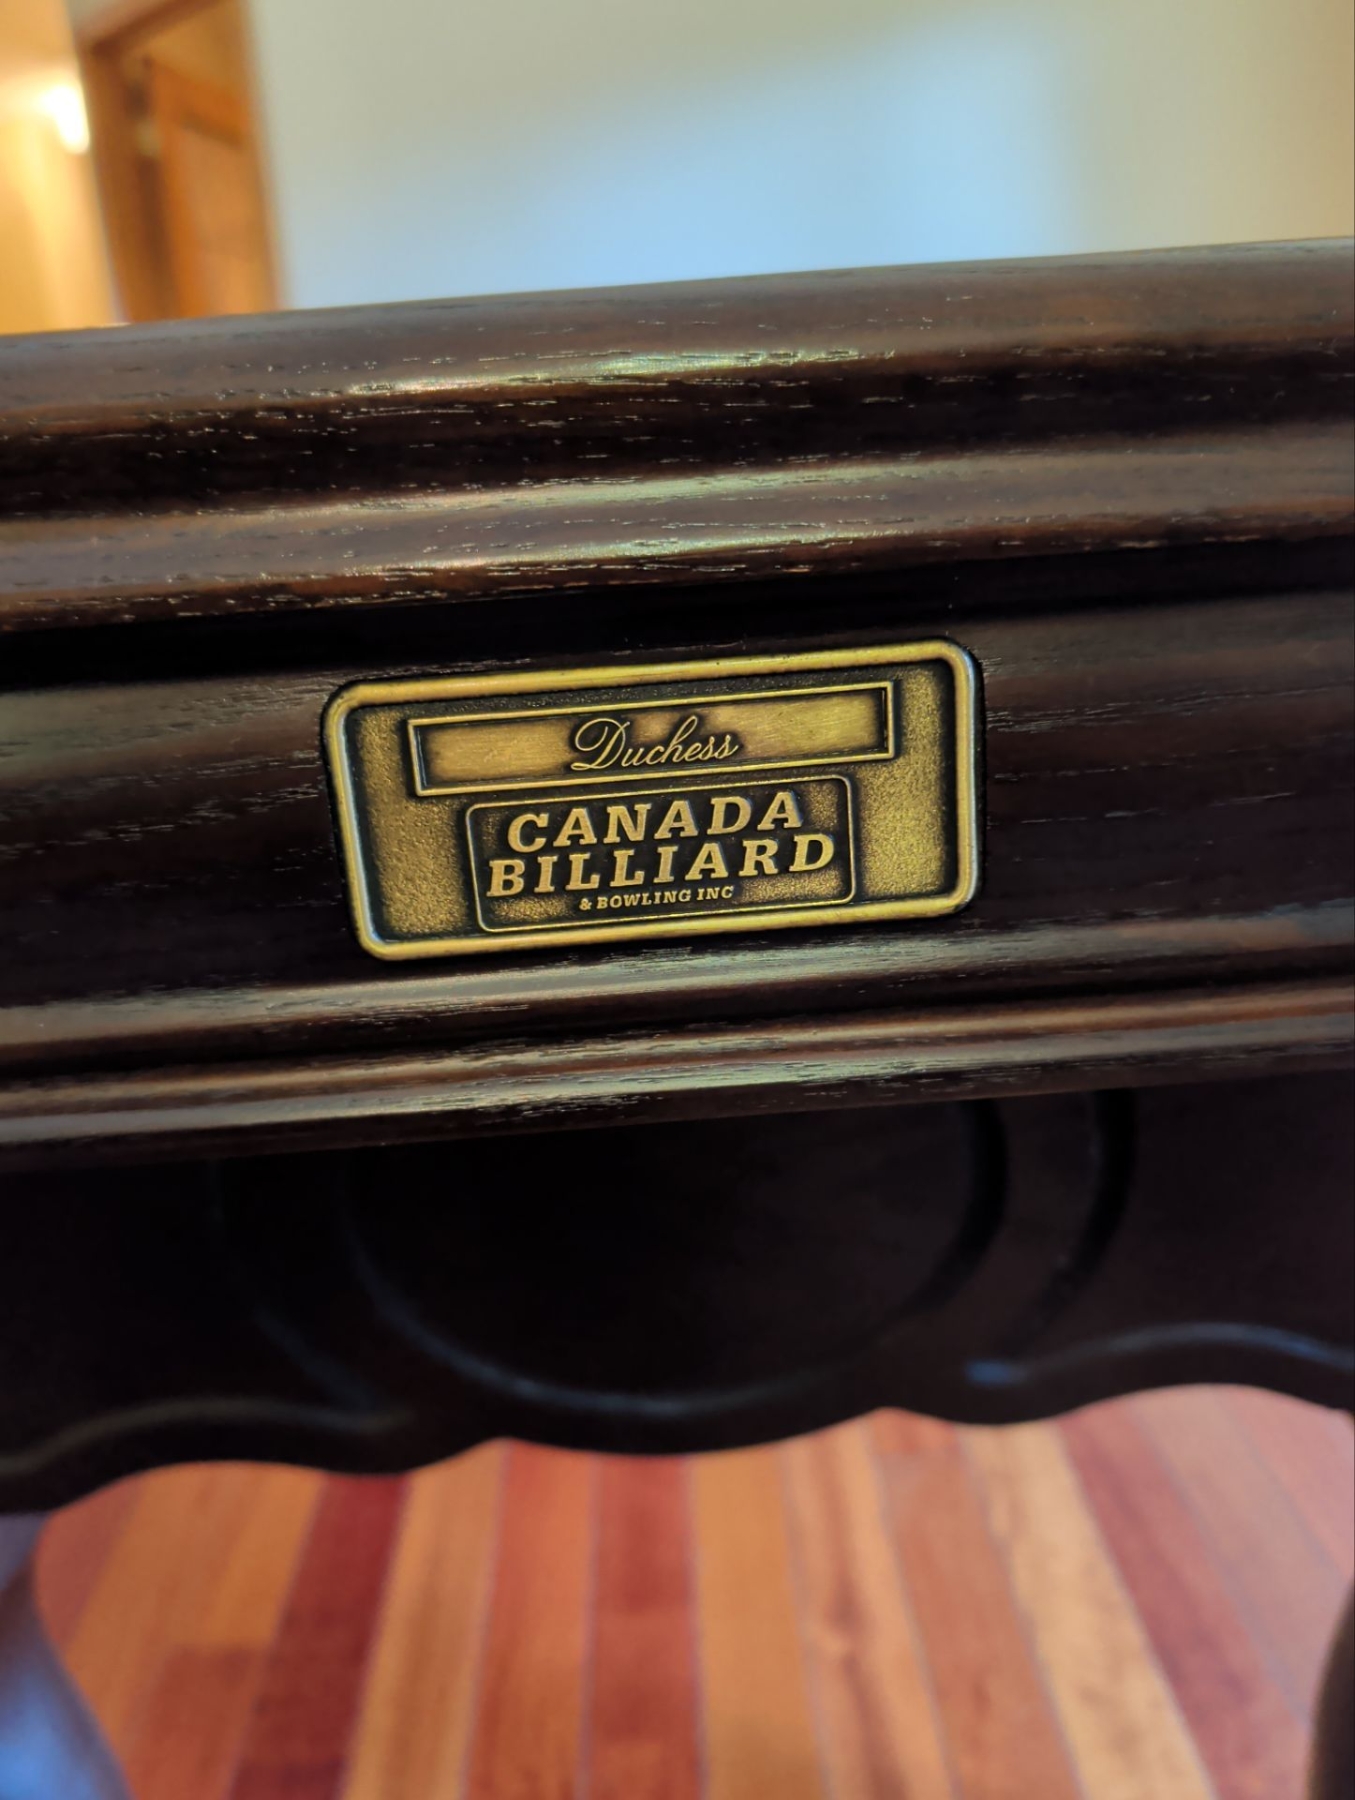 Duchess
CANADA
BILLIARD
& BOWLING INC